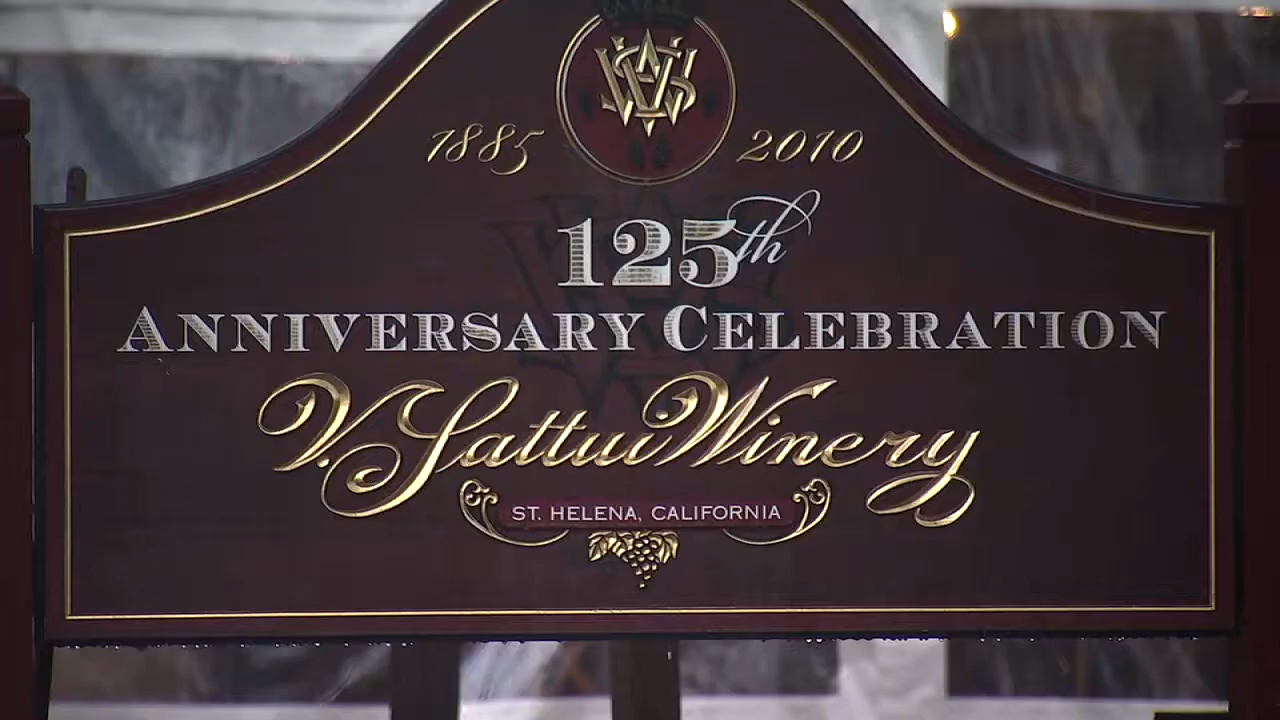 1885 2010
125th
ANNIVERSARY CELEBRATION
V. Sattui Winery
ST. HELENA, CALIFORNIA